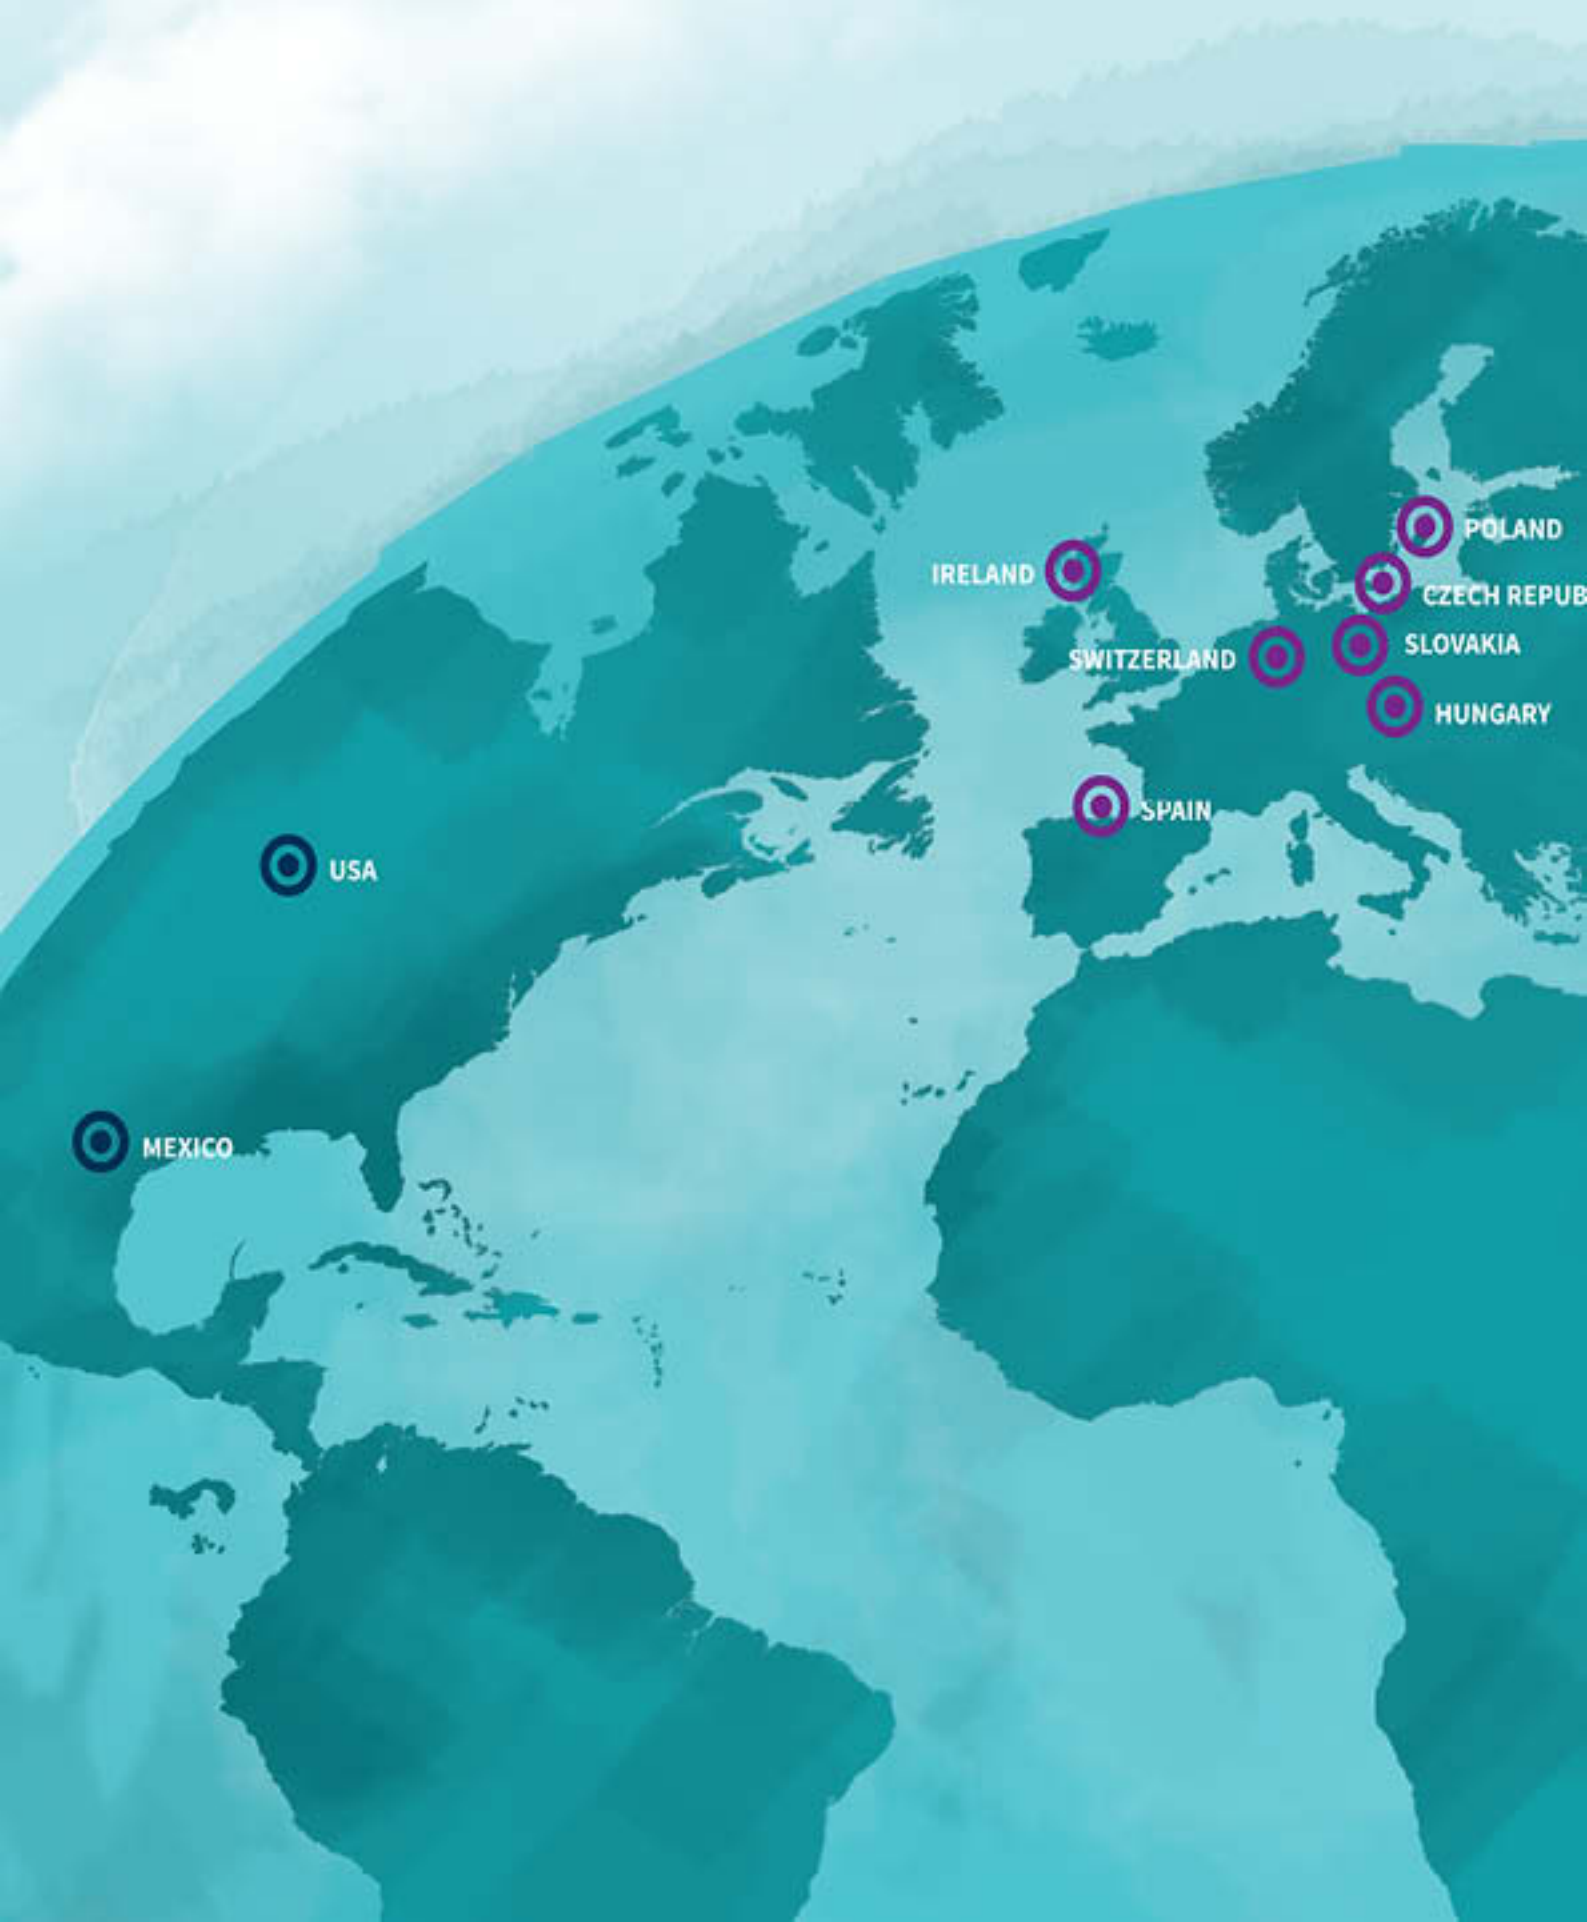 POLAND
IRELAND
CZECH REPUB
SLOVAKIA
SWITZERLAND
HUNGARY
SPAIN
USA
MEXICO